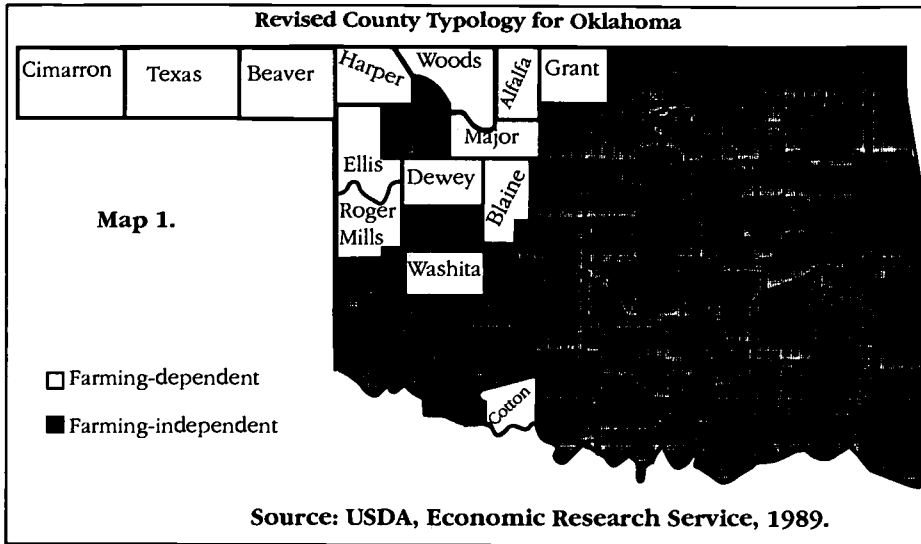 Revised County Typology for Oklahoma
Cimarron
Texas
Beaver
Harper
Woods
Alfalfa
Grant
Major
Ellis
Dewey
Blaine
Roger
Mills
Washita
Map 1.
Farming-dependent
Farming-independent
Cotton
Source: USDA, Economic Research Service, 1989.